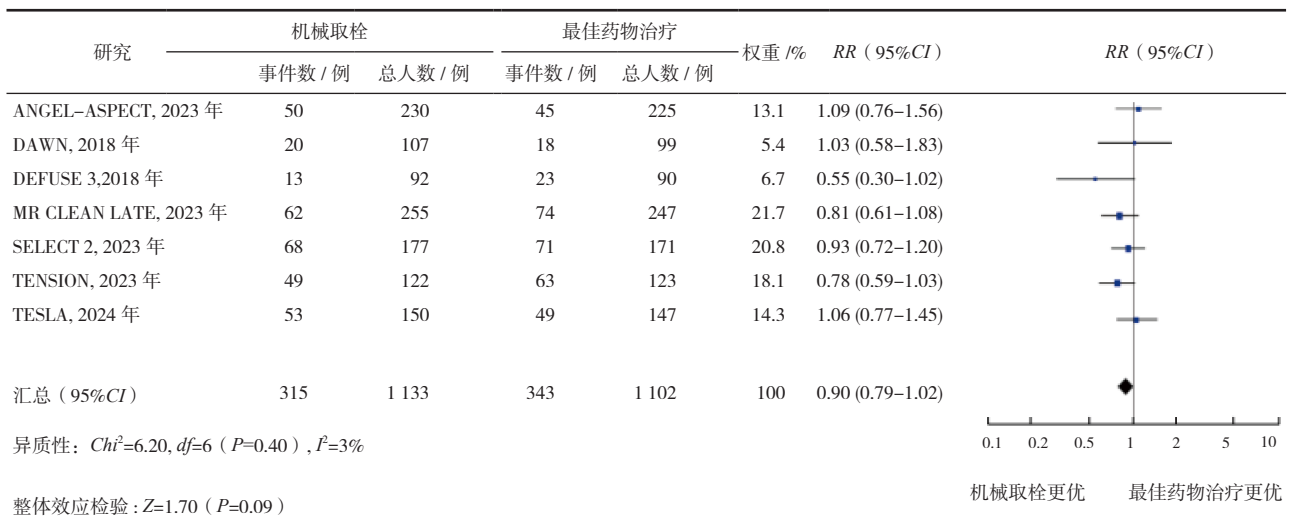 研究 机械取栓 最佳药物治疗 权重 /% RR（95%CI） RR（95%CI）
事件数 / 例 总人数 / 例 事件数 / 例 总人数 / 例
ANGEL-ASPECT, 2023 年 50 230 45 225 13.1 1.09 (0.76-1.56)
DAWN, 2018 年 20 107 18 99 5.4 1.03 (0.58-1.83)
DEFUSE 3,2018 年 13 92 23 90 6.7 0.55 (0.30-1.02)
MR CLEAN LATE, 2023 年 62 255 74 247 21.7 0.81 (0.61-1.08)
SELECT 2, 2023 年 68 177 71 171 20.8 0.93 (0.72-1.20)
TENSION, 2023 年 49 122 63 123 18.1 0.78 (0.59-1.03)
TESLA, 2024 年 53 150 49 147 14.3 1.06 (0.77-1.45)
汇总（95%CI） 315 1 133 343 1 102 100 0.90 (0.79-1.02)
异质性：Chi²=6.20, df=6（P=0.40）, I²=3%
0.1 0.2 0.5 1 2 5 10
整体效应检验 : Z=1.70（P=0.09）
机械取栓更优 最佳药物治疗更优